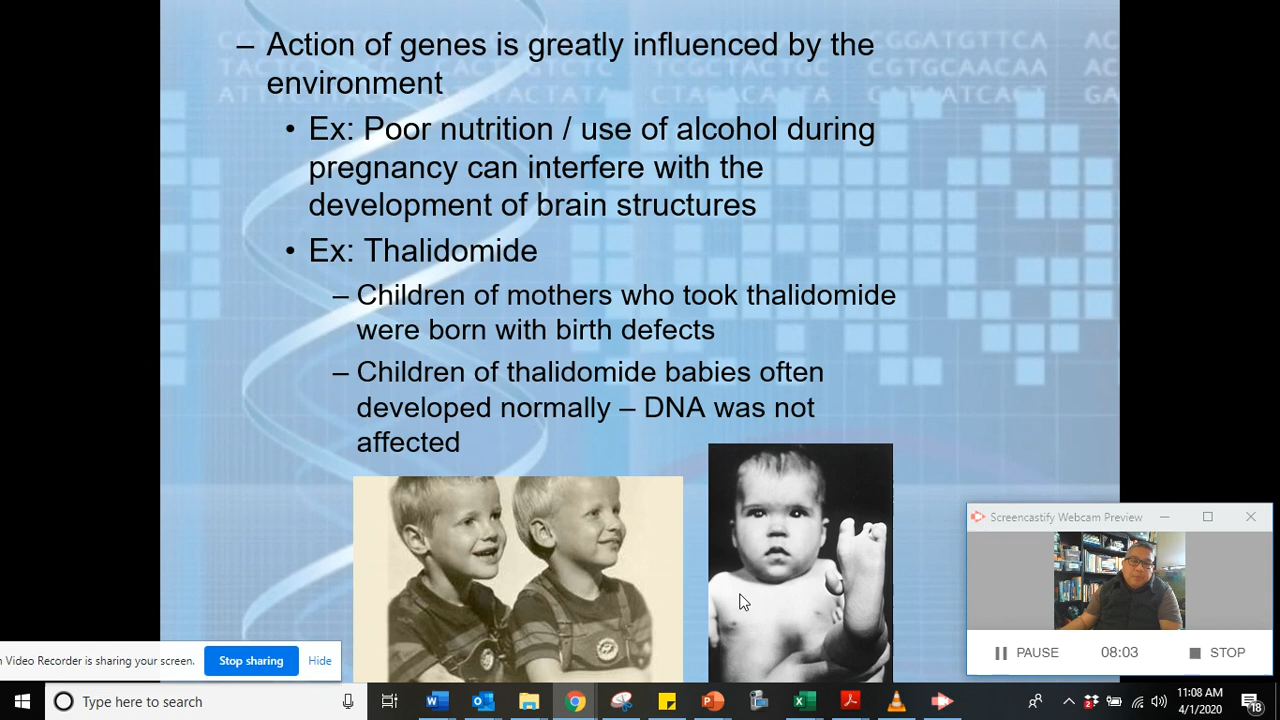 – Action of genes is greatly influenced by the
environment
• Ex: Poor nutrition / use of alcohol during
pregnancy can interfere with the
development of brain structures
• Ex: Thalidomide
– Children of mothers who took thalidomide
were born with birth defects
– Children of thalidomide babies often
developed normally – DNA was not
affected
Screencastify Webcam Preview
PAUSE 08:03 STOP
Video Recorder is sharing your screen. Stop sharing Hide
Type here to search
11:08 AM
4/1/2020
18